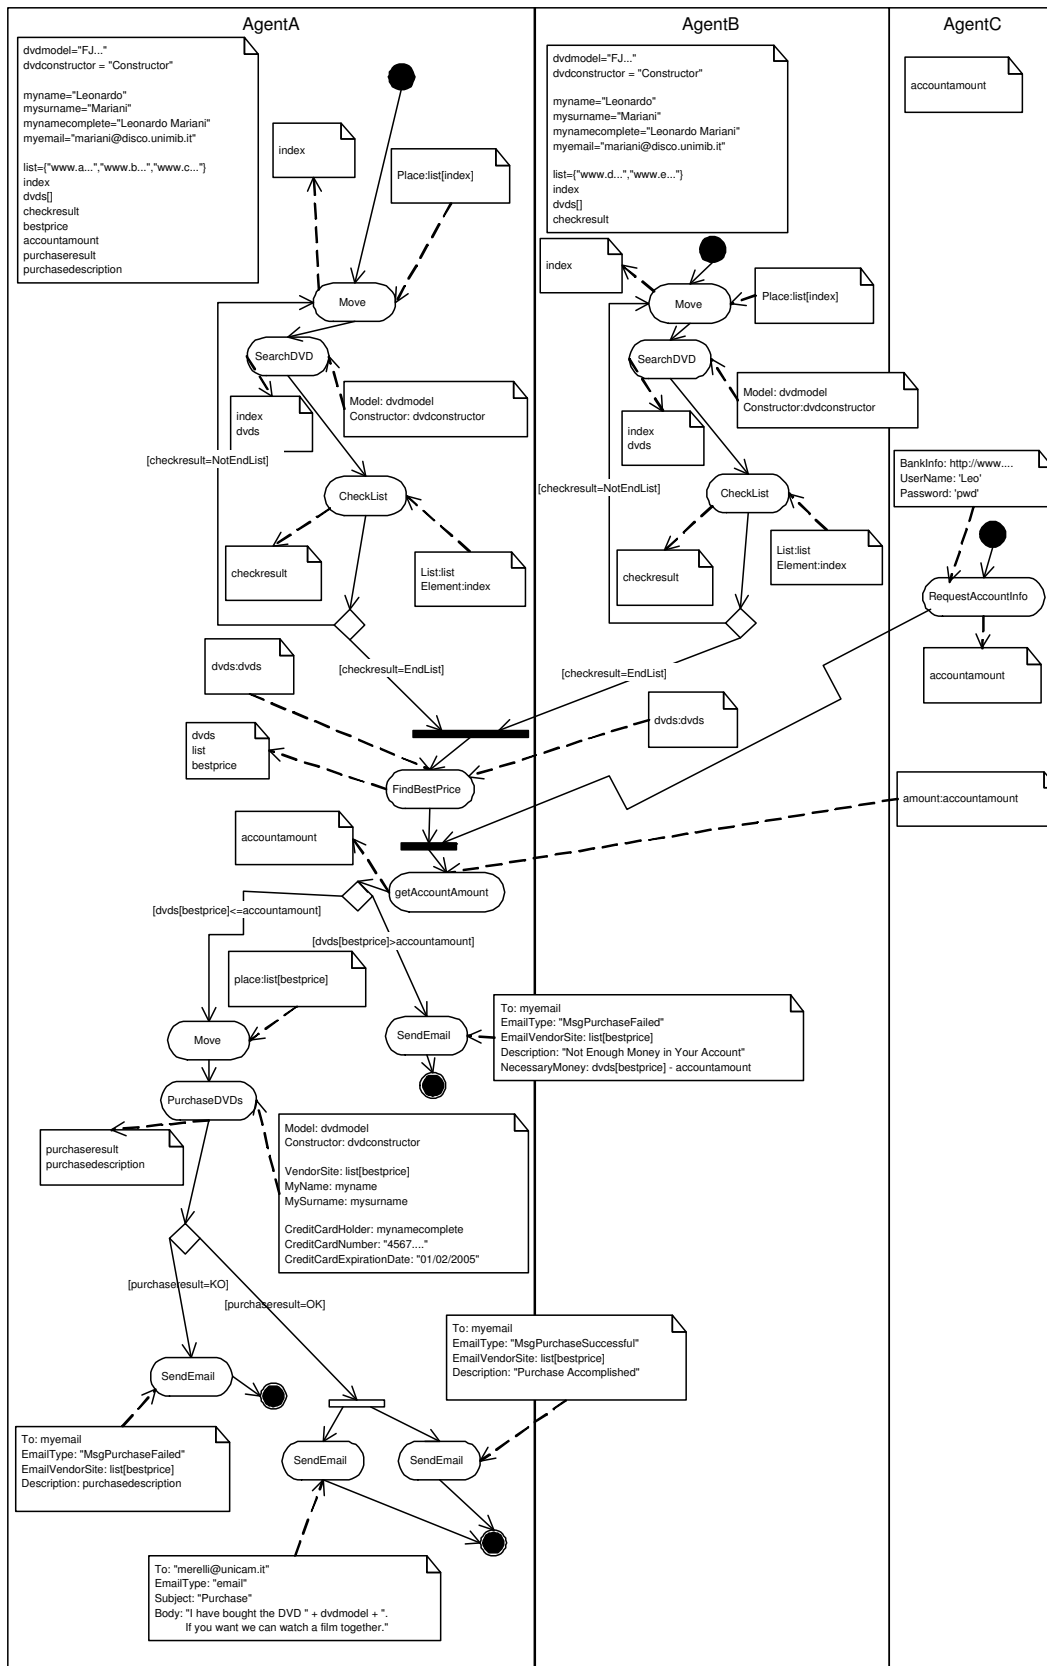 AgentA
AgentB
AgentC
dvdmodel="FJ..."
dvdconstructor = "Constructor"
myname="Leonardo"
mysurname="Mariani"
mynamecomplete="Leonardo Mariani"
myemail="mariani@disco.unimib.it"
list={"www.a...","www.b...","www.c..."}
index
dvds[]
checkresult
bestprice
accountamount
purchaseresult
purchasedescription
index
Place:list[index]
Move
SearchDVD
index
dvds
Model: dvdmodel
Constructor: dvdconstructor
[checkresult=NotEndList]
CheckList
checkresult
List:list
Element:index
[checkresult=EndList]
dvdmodel="FJ..."
dvdconstructor = "Constructor"
myname="Leonardo"
mysurname="Mariani"
mynamecomplete="Leonardo Mariani"
myemail="mariani@disco.unimib.it"
list={"www.d...","www.e..."}
index
dvds[]
checkresult
index
Place:list[index]
Move
SearchDVD
index
dvds
Model: dvdmodel
Constructor:dvdconstructor
[checkresult=NotEndList]
CheckList
checkresult
List:list
Element:index
[checkresult=EndList]
accountamount
BankInfo: http://www....
UserName: 'Leo'
Password: 'pwd'
RequestAccountInfo
accountamount
dvds:dvds
dvds:dvds
dvds
list
bestprice
FindBestPrice
amount:accountamount
accountamount
getAccountAmount
[dvds[bestprice]<=accountamount]
[dvds[bestprice]>accountamount]
place:list[bestprice]
Move
SendEmail
To: myemail
EmailType: "MsgPurchaseFailed"
EmailVendorSite: list[bestprice]
Description: "Not Enough Money in Your Account"
NecessaryMoney: dvds[bestprice] - accountamount
PurchaseDVDs
purchaseresult
purchasedescription
Model: dvdmodel
Constructor: dvdconstructor
VendorSite: list[bestprice]
MyName: myname
MySurname: mysurname
CreditCardHolder: mynamecomplete
CreditCardNumber: "4567...."
CreditCardExpirationDate: "01/02/2005"
[purchaseresult=KO]
[purchaseresult=OK]
To: myemail
EmailType: "MsgPurchaseSuccessful"
EmailVendorSite: list[bestprice]
Description: "Purchase Accomplished"
SendEmail
To: myemail
EmailType: "MsgPurchaseFailed"
EmailVendorSite: list[bestprice]
Description: purchasedescription
SendEmail
SendEmail
To: "merelli@unicam.it"
EmailType: "email"
Subject: "Purchase"
Body: "I have bought the DVD " + dvdmodel + ".
If you want we can watch a film together."